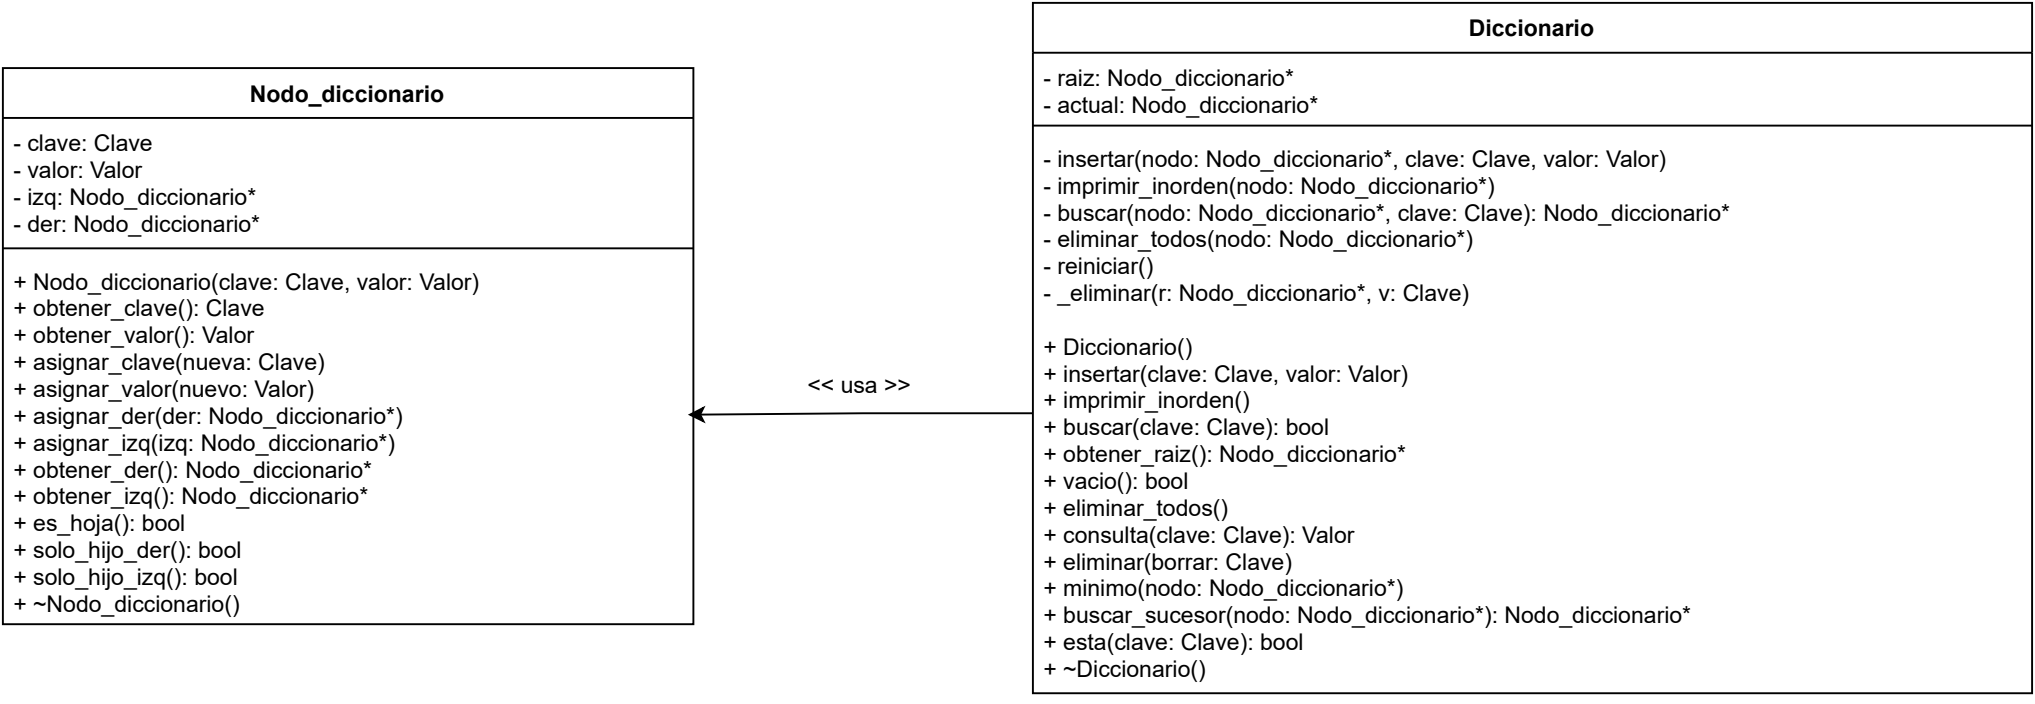 Nodo_diccionario
- clave: Clave
- valor: Valor
- izq: Nodo_diccionario*
- der: Nodo_diccionario*
+ Nodo_diccionario(clave: Clave, valor: Valor)
+ obtener_clave(): Clave
+ obtener_valor(): Valor
+ asignar_clave(nueva: Clave)
+ asignar_valor(nuevo: Valor)
+ asignar_der(der: Nodo_diccionario*)
+ asignar_izq(izq: Nodo_diccionario*)
+ obtener_der(): Nodo_diccionario*
+ obtener_izq(): Nodo_diccionario*
+ es_hoja(): bool
+ solo_hijo_der(): bool
+ solo_hijo_izq(): bool
+ ~Nodo_diccionario()
<< usa >>
Diccionario
- raiz: Nodo_diccionario*
- actual: Nodo_diccionario*
- insertar(nodo: Nodo_diccionario*, clave: Clave, valor: Valor)
- imprimir_inorden(nodo: Nodo_diccionario*)
- buscar(nodo: Nodo_diccionario*, clave: Clave): Nodo_diccionario*
- eliminar_todos(nodo: Nodo_diccionario*)
- reiniciar()
- _eliminar(r: Nodo_diccionario*, v: Clave)
+ Diccionario()
+ insertar(clave: Clave, valor: Valor)
+ imprimir_inorden()
+ buscar(clave: Clave): bool
+ obtener_raiz(): Nodo_diccionario*
+ vacio(): bool
+ eliminar_todos()
+ consulta(clave: Clave): Valor
+ eliminar(borrar: Clave)
+ minimo(nodo: Nodo_diccionario*)
+ buscar_sucesor(nodo: Nodo_diccionario*): Nodo_diccionario*
+ esta(clave: Clave): bool
+ ~Diccionario()